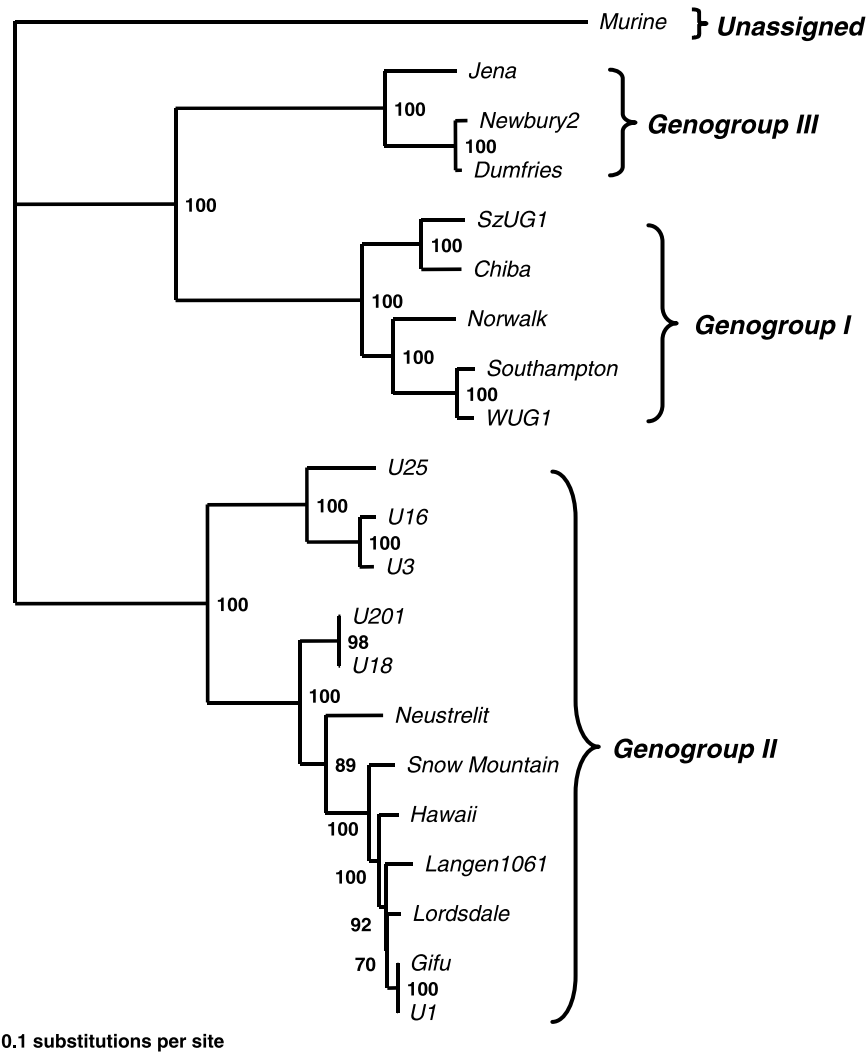 Murine
Unassigned
Jena
100
Newbury2
Genogroup III
100
Dumfries
100
SzUG1
100
Chiba
100
Norwalk
Genogroup I
100
Southampton
100
WUG1
U25
100
U16
100
U3
100
U201
98
U18
100
Neustrelit
Genogroup II
89
Snow Mountain
Hawaii
100
Langen1061
100
Lordsdale
92
Gifu
70
100
U1
0.1 substitutions per site